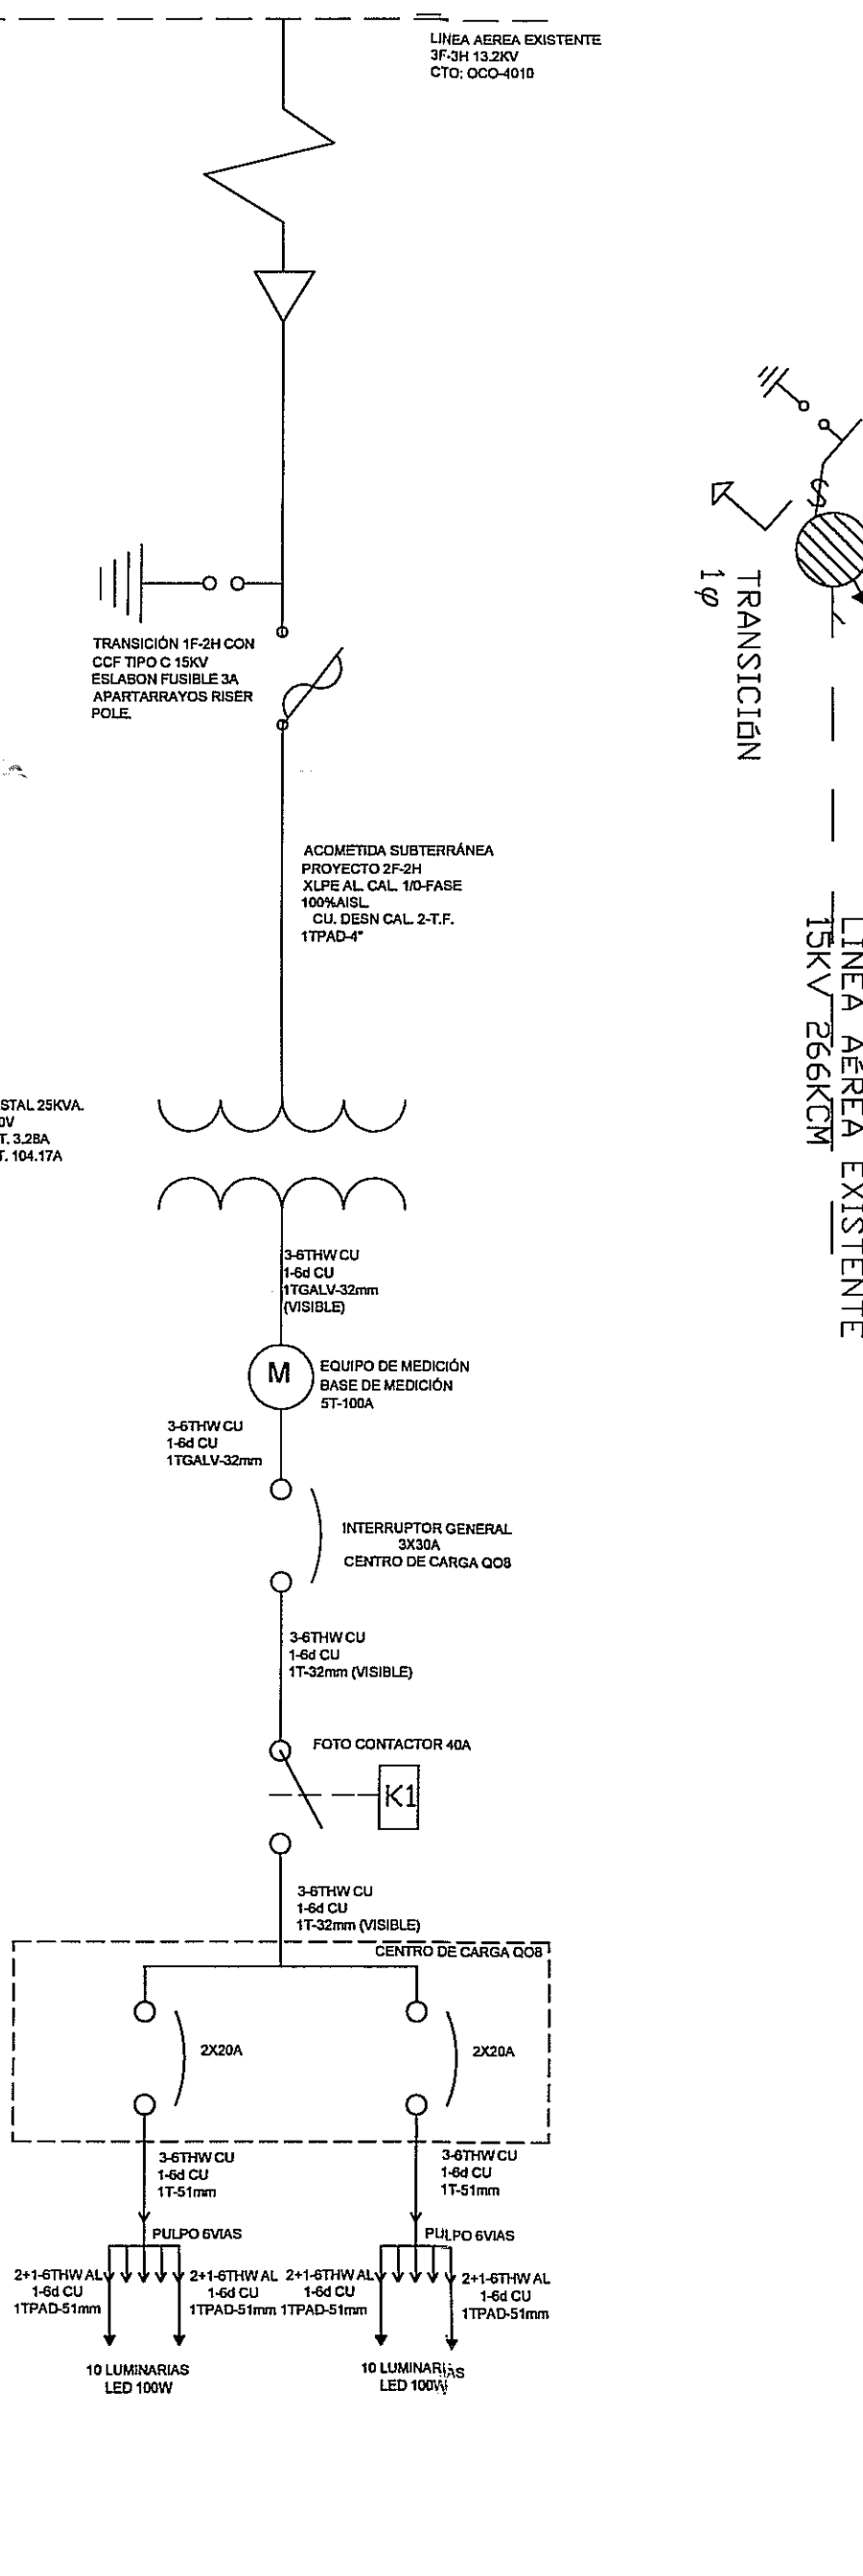 LINEA AEREA EXISTENTE
3F-3H 13.2KV
CTO: OCO-4010
TRANSICIÓN 1F-2H CON
CCF TIPO C 15KV
ESLABON FUSIBLE 3A
APARTARRAYOS RISER
POLE.
TRANSICIÓN
1φ
ACOMETIDA SUBTERRÁNEA
PROYECTO 2F-2H
XLPE AL. CAL. 1/0-FASE
100%AISL.
CU. DESN CAL. 2-T.F.
1TPAD-4"
LÍNEA AÉREA EXISTENTE
15KV 266KCM
STAL 25KVA.
0V
T. 3.28A
T. 104.17A
3-6THW CU
1-6d CU
1TGALV-32mm
(VISIBLE)
M
EQUIPO DE MEDICIÓN
BASE DE MEDICIÓN
5T-100A
3-6THW CU
1-6d CU
1TGALV-32mm
INTERRUPTOR GENERAL
3X30A
CENTRO DE CARGA QO8
3-6THW CU
1-6d CU
1T-32mm (VISIBLE)
FOTO CONTACTOR 40A
K1
3-6THW CU
1-6d CU
1T-32mm (VISIBLE)
CENTRO DE CARGA QO8
2X20A
2X20A
3-6THW CU
1-6d CU
1T-51mm
3-6THW CU
1-6d CU
1T-51mm
PULPO 6VIAS
PULPO 6VIAS
2+1-6THW AL
1-6d CU
1TPAD-51mm
2+1-6THW AL
1-6d CU
1TPAD-51mm
2+1-6THW AL
1-6d CU
1TPAD-51mm
2+1-6THW AL
1-6d CU
1TPAD-51mm
10 LUMINARIAS
LED 100W
10 LUMINARIAS
LED 100W